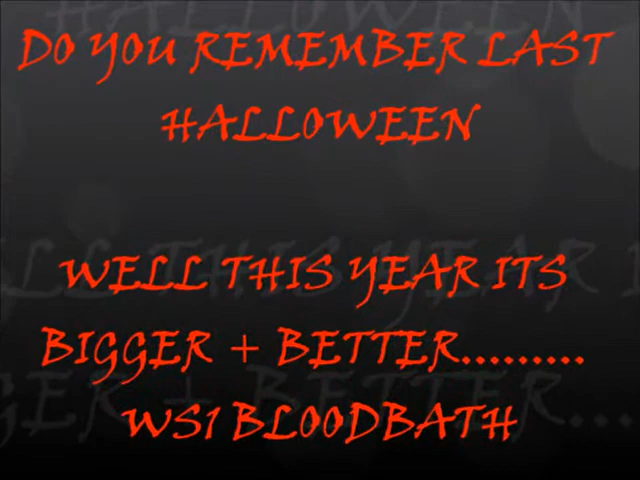 DO YOU REMEMBER LAST
HALLOWEEN
WELL THIS YEAR ITS
BIGGER + BETTER.........
WS1 BLOODBATH